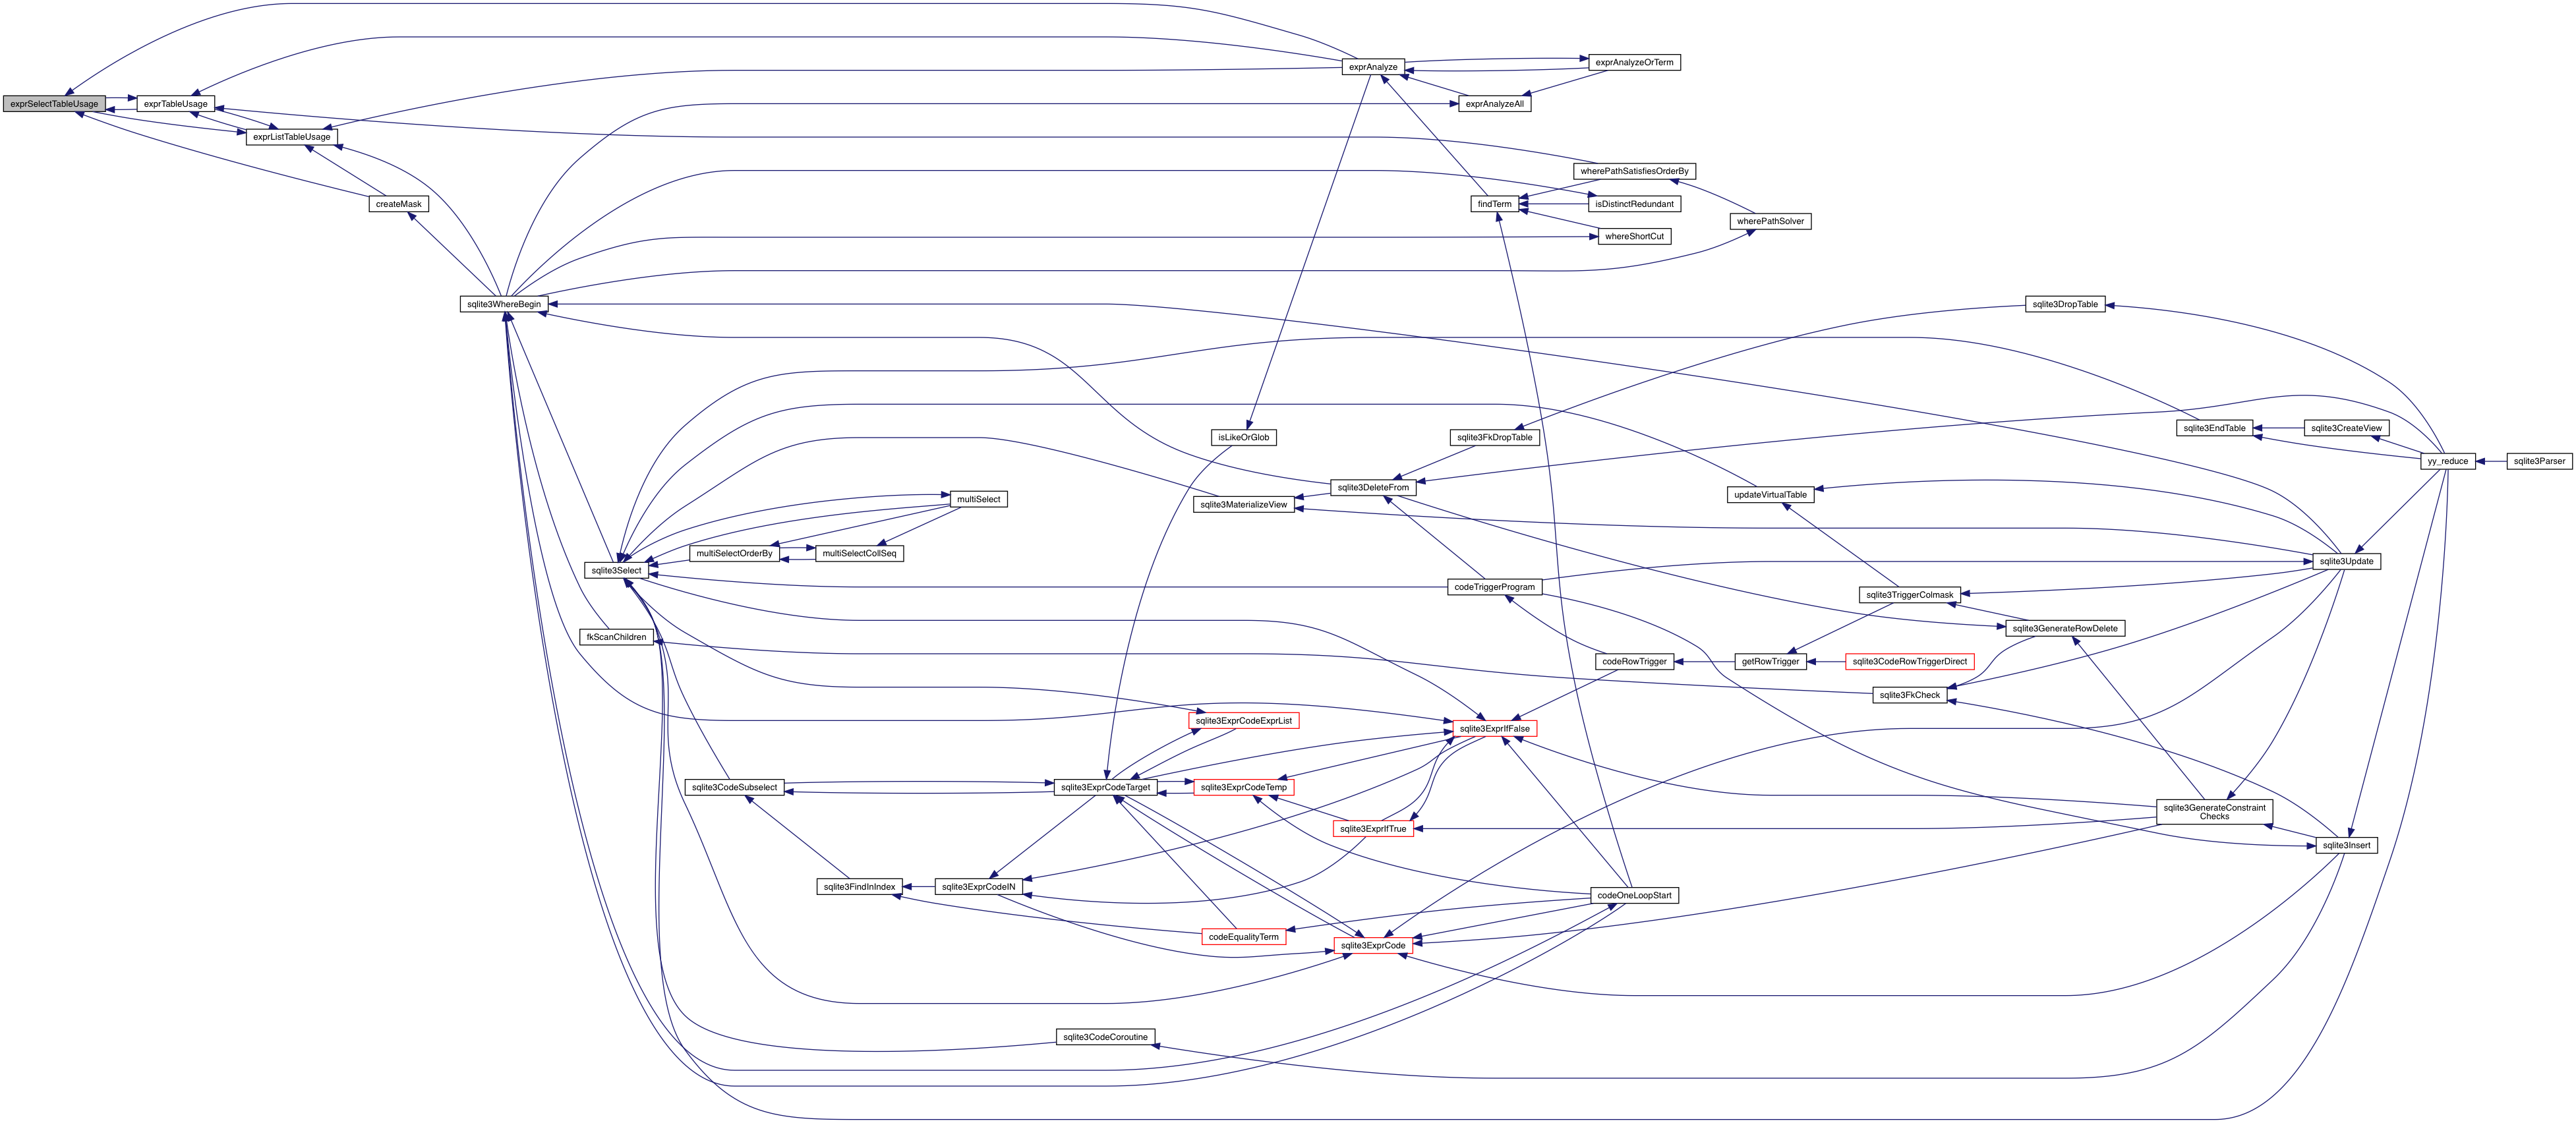 exprSelectTableUsage
exprTableUsage
exprListTableUsage
createMask
exprAnalyze
exprAnalyzeOrTerm
exprAnalyzeAll
wherePathSatisfiesOrderBy
findTerm
isDistinctRedundant
wherePathSolver
whereShortCut
sqlite3WhereBegin
sqlite3DropTable
isLikeOrGlob
sqlite3FkDropTable
sqlite3EndTable
sqlite3CreateView
yy_reduce
sqlite3Parser
sqlite3DeleteFrom
updateVirtualTable
sqlite3MaterializeView
multiSelect
multiSelectOrderBy
multiSelectCollSeq
sqlite3Select
sqlite3Update
codeTriggerProgram
sqlite3TriggerColmask
sqlite3GenerateRowDelete
fkScanChildren
codeRowTrigger
getRowTrigger
sqlite3CodeRowTriggerDirect
sqlite3FkCheck
sqlite3ExprCodeExprList
sqlite3ExprIfFalse
sqlite3CodeSubselect
sqlite3ExprCodeTarget
sqlite3ExprCodeTemp
sqlite3GenerateConstraint
Checks
sqlite3ExprIfTrue
sqlite3Insert
sqlite3FindInIndex
sqlite3ExprCodeIN
codeOneLoopStart
codeEqualityTerm
sqlite3ExprCode
sqlite3CodeCoroutine